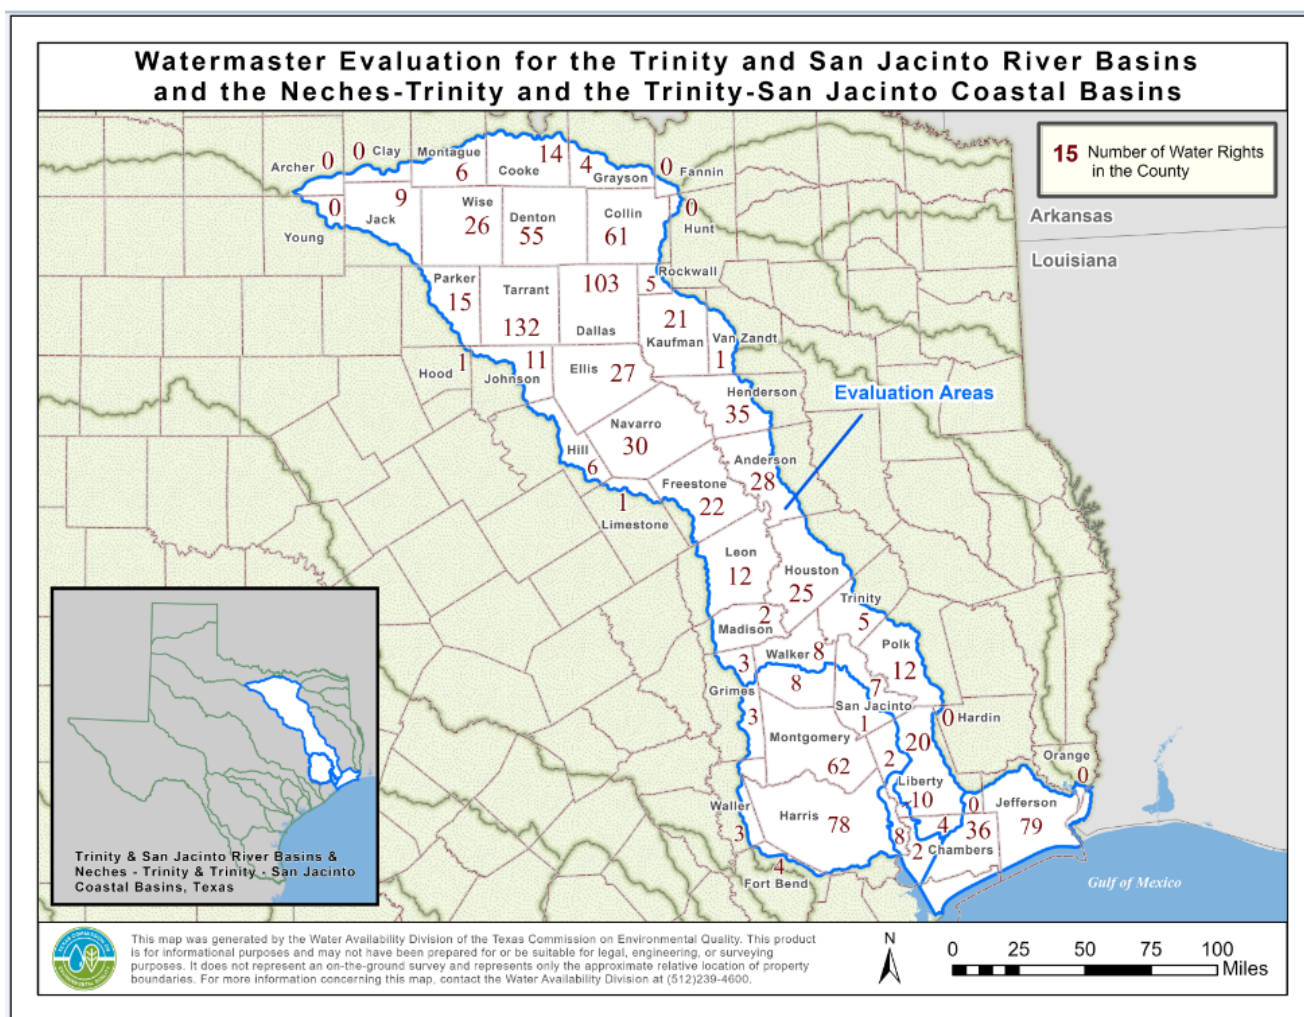 Watermaster Evaluation for the Trinity and San Jacinto River Basins
and the Neches-Trinity and the Trinity-San Jacinto Coastal Basins
15 Number of Water Rights
in the County
Arkansas
Louisiana
Archer 0
0 Clay
Montague
6
14
Cooke
4
Grayson
0
Fannin
0
Young
9
Jack
Wise
26
Denton
55
Collin
61
0
Hunt
Parker
15
Tarrant
132
103
Dallas
5
Rockwall
21
Kaufman
Van Zandt
1
Hood
1
Johnson
11
Ellis
27
Henderson
35
Evaluation Areas
Navarro
30
Hill
6
Anderson
28
Freestone
22
1
Limestone
Leon
12
Houston
25
Trinity
5
2
Madison
Walker 8
Polk
12
3
Grimes
8
7
San Jacinto
1
0 Hardin
3
Montgomery
62
2
20
Orange
0
Liberty
10
0
Jefferson
79
Waller
3
Harris
78
8
4
36
2
Chambers
4
Fort Bend
Gulf of Mexico
Trinity & San Jacinto River Basins &
Neches - Trinity & Trinity - San Jacinto
Coastal Basins, Texas
This map was generated by the Water Availability Division of the Texas Commission on Environmental Quality. This product
is for informational purposes and may not have been prepared for or be suitable for legal, engineering, or surveying
purposes. It does not represent an on-the-ground survey and represents only the approximate relative location of property
boundaries. For more information concerning this map, contact the Water Availability Division at (512)239-4600.
N
0 25 50 75 100
Miles